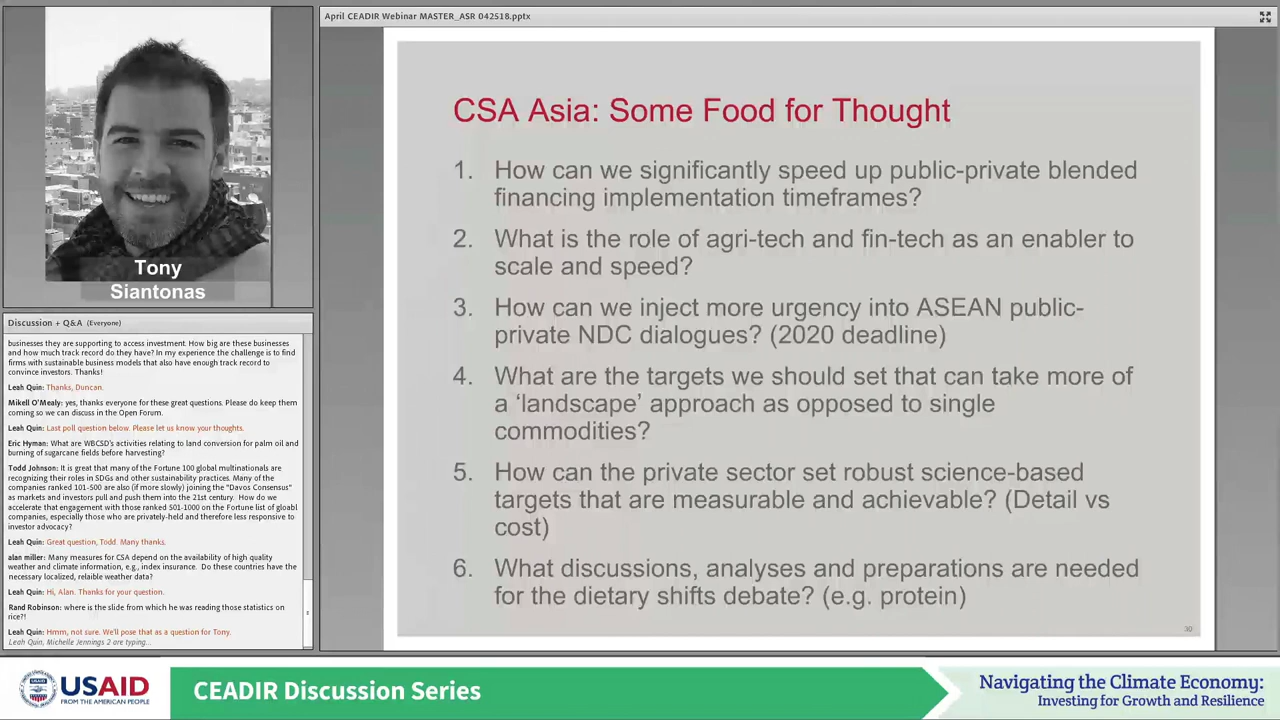 April CEADIR Webinar MASTER_ASR 042518.pptx
Tony
Siantonas
Discussion + Q&A (Everyone)
businesses they are supporting to access investment. How big are these businesses
and how much track record do they have? In my experience the challenge is to find
firms with sustainable business models that also have enough track record to
convince investors. Thanks!
Leah Quin: Thanks, Duncan.
Mikell O'Mealy: yes, thanks everyone for these great questions. Please do keep them
coming so we can discuss in the Open Forum.
Leah Quin: Last poll question below. Please let us know your thoughts.
Eric Hyman: What are WBCSD's activities relating to land conversion for palm oil and
burning of sugarcane fields before harvesting?
Todd Johnson: It is great that many of the Fortune 100 global multinationals are
recognizing their roles in SDGs and other sustainability practices. Many of the
companies ranked 101-500 are also (if more slowly) joining the "Davos Consensus"
as markets and investors pull and push them into the 21st century. How do we
accelerate that engagement with those ranked 501-1000 on the Fortune list of gloabl
companies, especially those who are privately-held and therefore less responsive to
investor advocacy?
Leah Quin: Great question, Todd. Many thanks.
alan miller: Many measures for CSA depend on the availability of high quality
weather and climate information, e.g., index insurance. Do these countries have the
necessary localized, relaible weather data?
Leah Quin: Hi, Alan. Thanks for your question.
Rand Robinson: where is the slide from which he was reading those statistics on
rice?!
Leah Quin: Hmm, not sure. We'll pose that as a question for Tony.
Leah Quin, Michelle Jennings 2 are typing...
CSA Asia: Some Food for Thought
1. How can we significantly speed up public-private blended
financing implementation timeframes?
2. What is the role of agri-tech and fin-tech as an enabler to
scale and speed?
3. How can we inject more urgency into ASEAN public-
private NDC dialogues? (2020 deadline)
4. What are the targets we should set that can take more of
a ‘landscape’ approach as opposed to single
commodities?
5. How can the private sector set robust science-based
targets that are measurable and achievable? (Detail vs
cost)
6. What discussions, analyses and preparations are needed
for the dietary shifts debate? (e.g. protein)
30
USAID
FROM THE AMERICAN PEOPLE
CEADIR Discussion Series
Navigating the Climate Economy:
Investing for Growth and Resilience